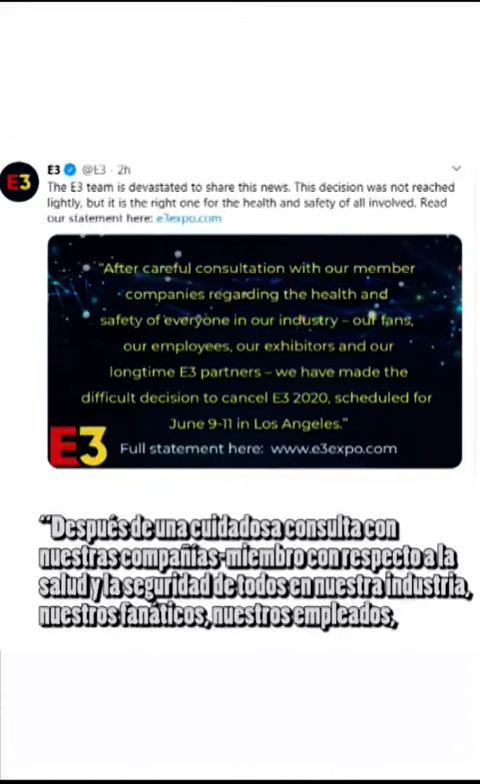 E3 @E3 · 2h
E3
The E3 team is devastated to share this news. This decision was not reached
lightly, but it is the right one for the health and safety of all involved. Read
our statement here: e3expo.com
"After careful consultation with our member
companies regarding the health and
safety of everyone in our industry – our fans,
our employees, our exhibitors and our
longtime E3 partners – we have made the
difficult decision to cancel E3 2020, scheduled for
June 9-11 in Los Angeles."
E3
Full statement here: www.e3expo.com
“Después de una cuidadosa consulta con
nuestras compañías-miembro con respecto a la
salud y la seguridad de todos en nuestra industria,
nuestros fanáticos, nuestros empleados,